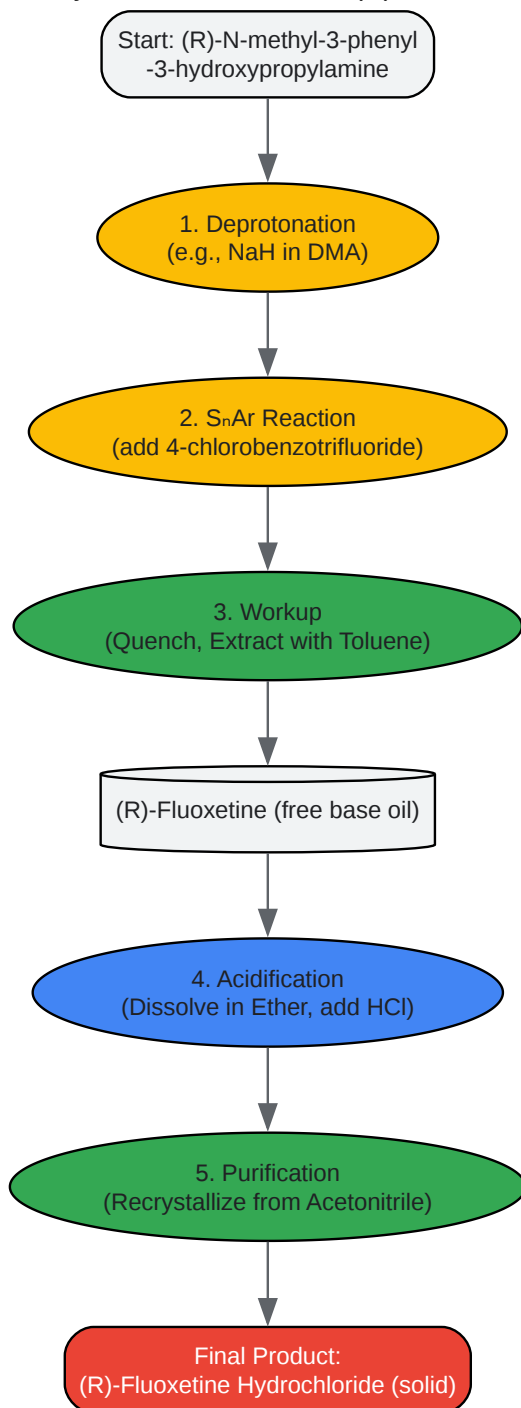 Start: (R)-N-methyl-3-phenyl
-3-hydroxypropylamine
1. Deprotonation
(e.g., NaH in DMA)
2. SₙAr Reaction
(add 4-chlorobenzotrifluoride)
3. Workup
(Quench, Extract with Toluene)
(R)-Fluoxetine (free base oil)
4. Acidification
(Dissolve in Ether, add HCl)
5. Purification
(Recrystallize from Acetonitrile)
Final Product:
(R)-Fluoxetine Hydrochloride (solid)